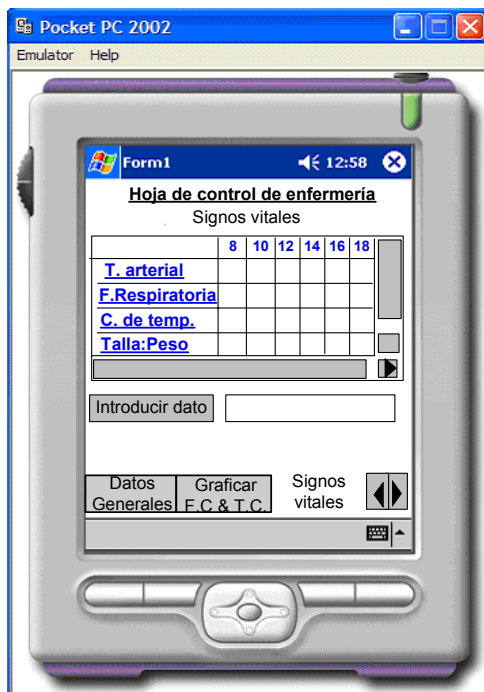 Pocket PC 2002
Emulator Help
Form1 12:58
Hoja de control de enfermería
Signos vitales
8 10 12 14 16 18
T. arterial
F.Respiratoria
C. de temp.
Talla:Peso
Introducir dato
Datos Generales
Graficar F.C & T.C.
Signos vitales